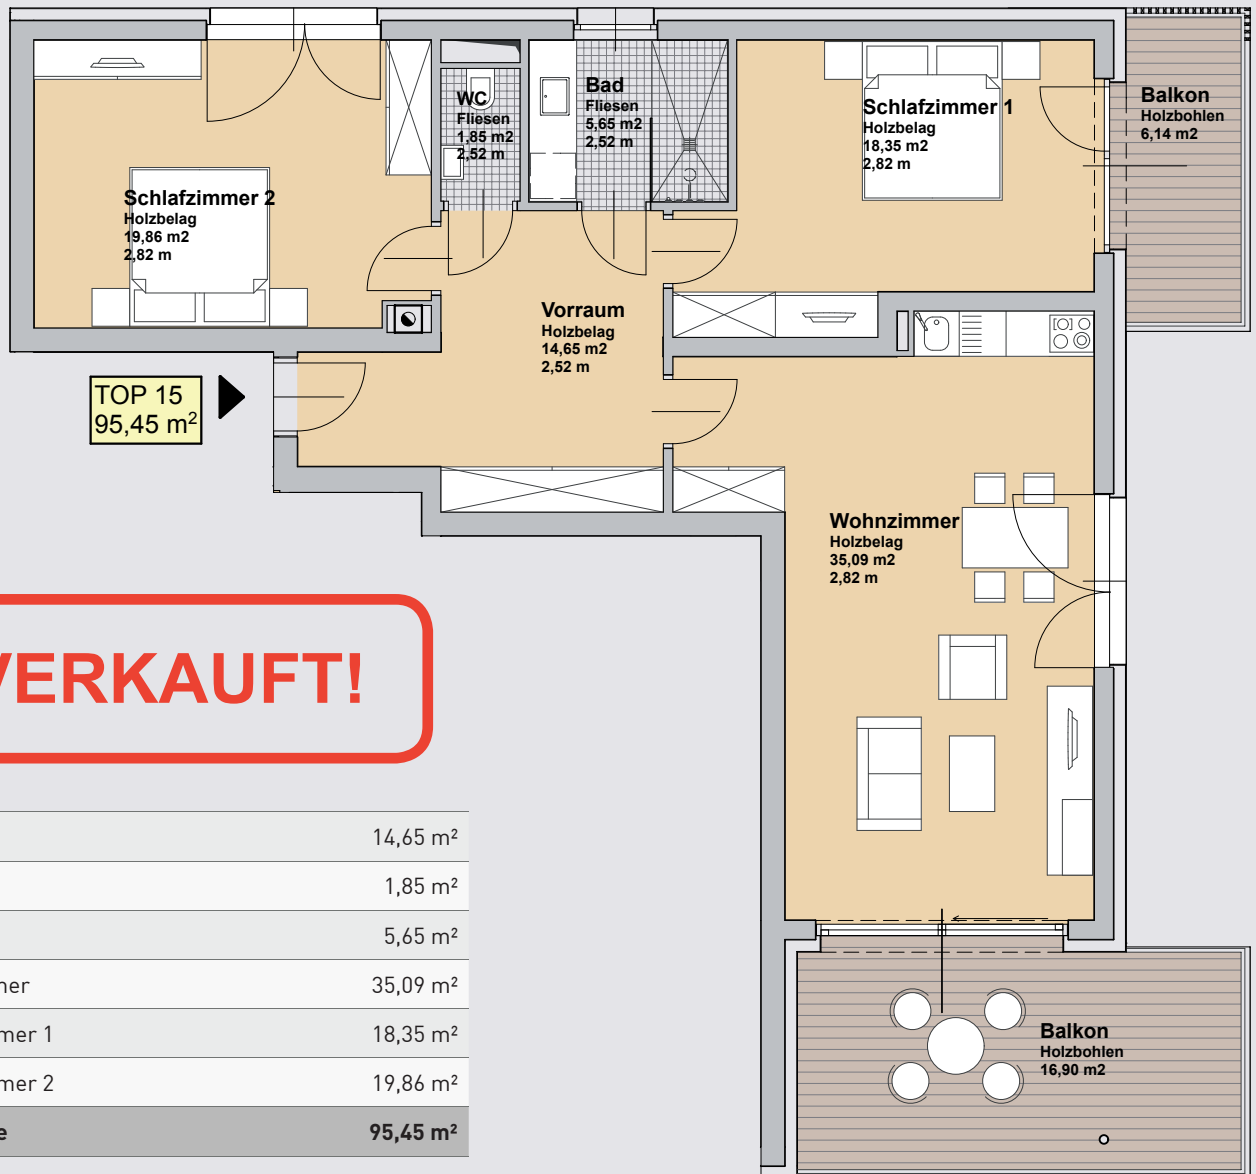 WC
Fliesen
1,85 m2
2,52 m
Bad
Fliesen
5,65 m2
2,52 m
Schlafzimmer 1
Holzbelag
18,35 m2
2,82 m
Balkon
Holzbohlen
6,14 m2
Schlafzimmer 2
Holzbelag
19,86 m2
2,82 m
Vorraum
Holzbelag
14,65 m2
2,52 m
TOP 15
95,45 m²
Wohnzimmer
Holzbelag
35,09 m2
2,82 m
VERKAUFT!
14,65 m²
1,85 m²
5,65 m²
ner 35,09 m²
mer 1 18,35 m²
mer 2 19,86 m²
e 95,45 m²
Balkon
Holzbohlen
16,90 m2